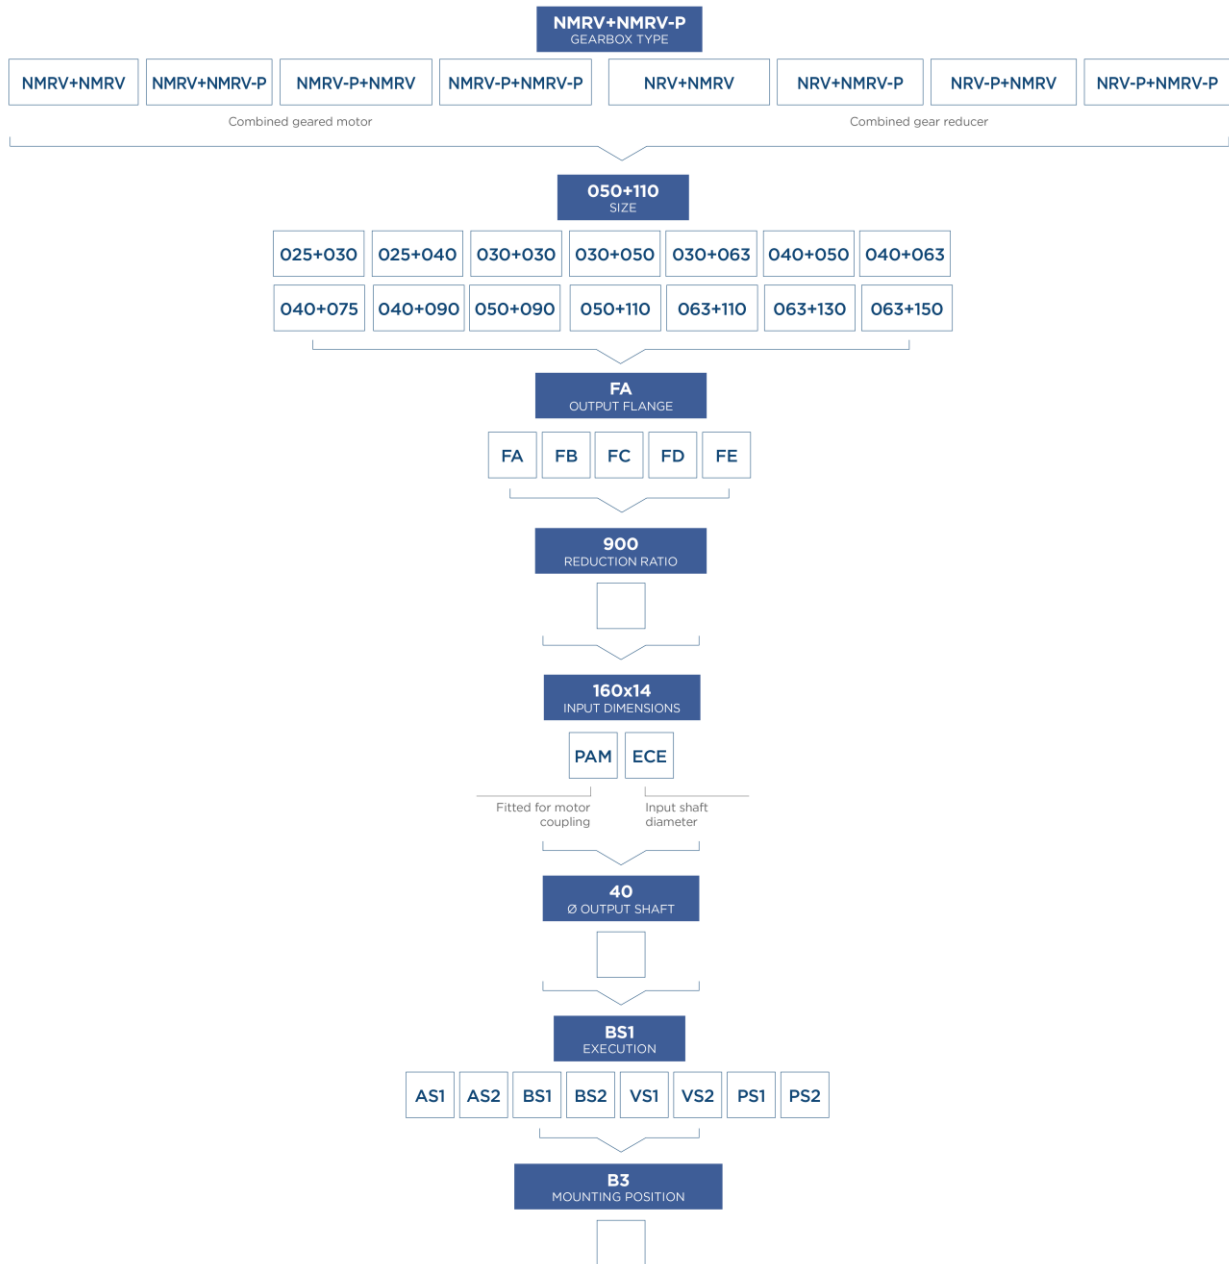 NMRV+NMRV-P
GEARBOX TYPE
NMRV+NMRV NMRV+NMRV-P NMRV-P+NMRV NMRV-P+NMRV-P NRV+NMRV NRV+NMRV-P NRV-P+NMRV NRV-P+NMRV-P
Combined geared motor Combined gear reducer
050+110
SIZE
025+030 025+040 030+030 030+050 030+063 040+050 040+063
040+075 040+090 050+090 050+110 063+110 063+130 063+150
FA
OUTPUT FLANGE
FA FB FC FD FE
900
REDUCTION RATIO
160x14
INPUT DIMENSIONS
PAM ECE
Fitted for motor Input shaft
coupling diameter
40
Ø OUTPUT SHAFT
BS1
EXECUTION
AS1 AS2 BS1 BS2 VS1 VS2 PS1 PS2
B3
MOUNTING POSITION